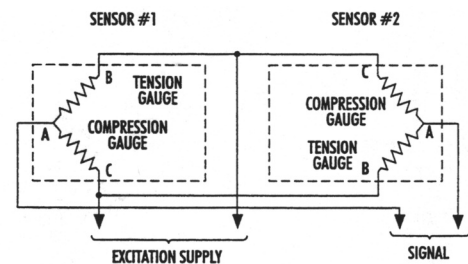 SENSOR #1
SENSOR #2
B
TENSION
GAUGE
A
COMPRESSION
GAUGE
C
C
COMPRESSION
GAUGE
A
TENSION
GAUGE
B
EXCITATION SUPPLY
SIGNAL